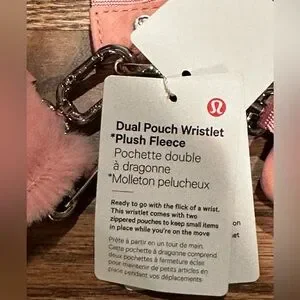 Dual Pouch Wristlet
*Plush Fleece
Pochette double
à dragonne
*Molleton pelucheux
Ready to go with the flick of a wrist.
This wristlet comes with two
zippered pouches to keep small items
in place while you're on the move
Prête à partir en un tour de main.
Cette pochette à dragonne comprend
deux pochettes à fermeture éclair
pour maintenir de petits articles en
place pendant vos déplacements